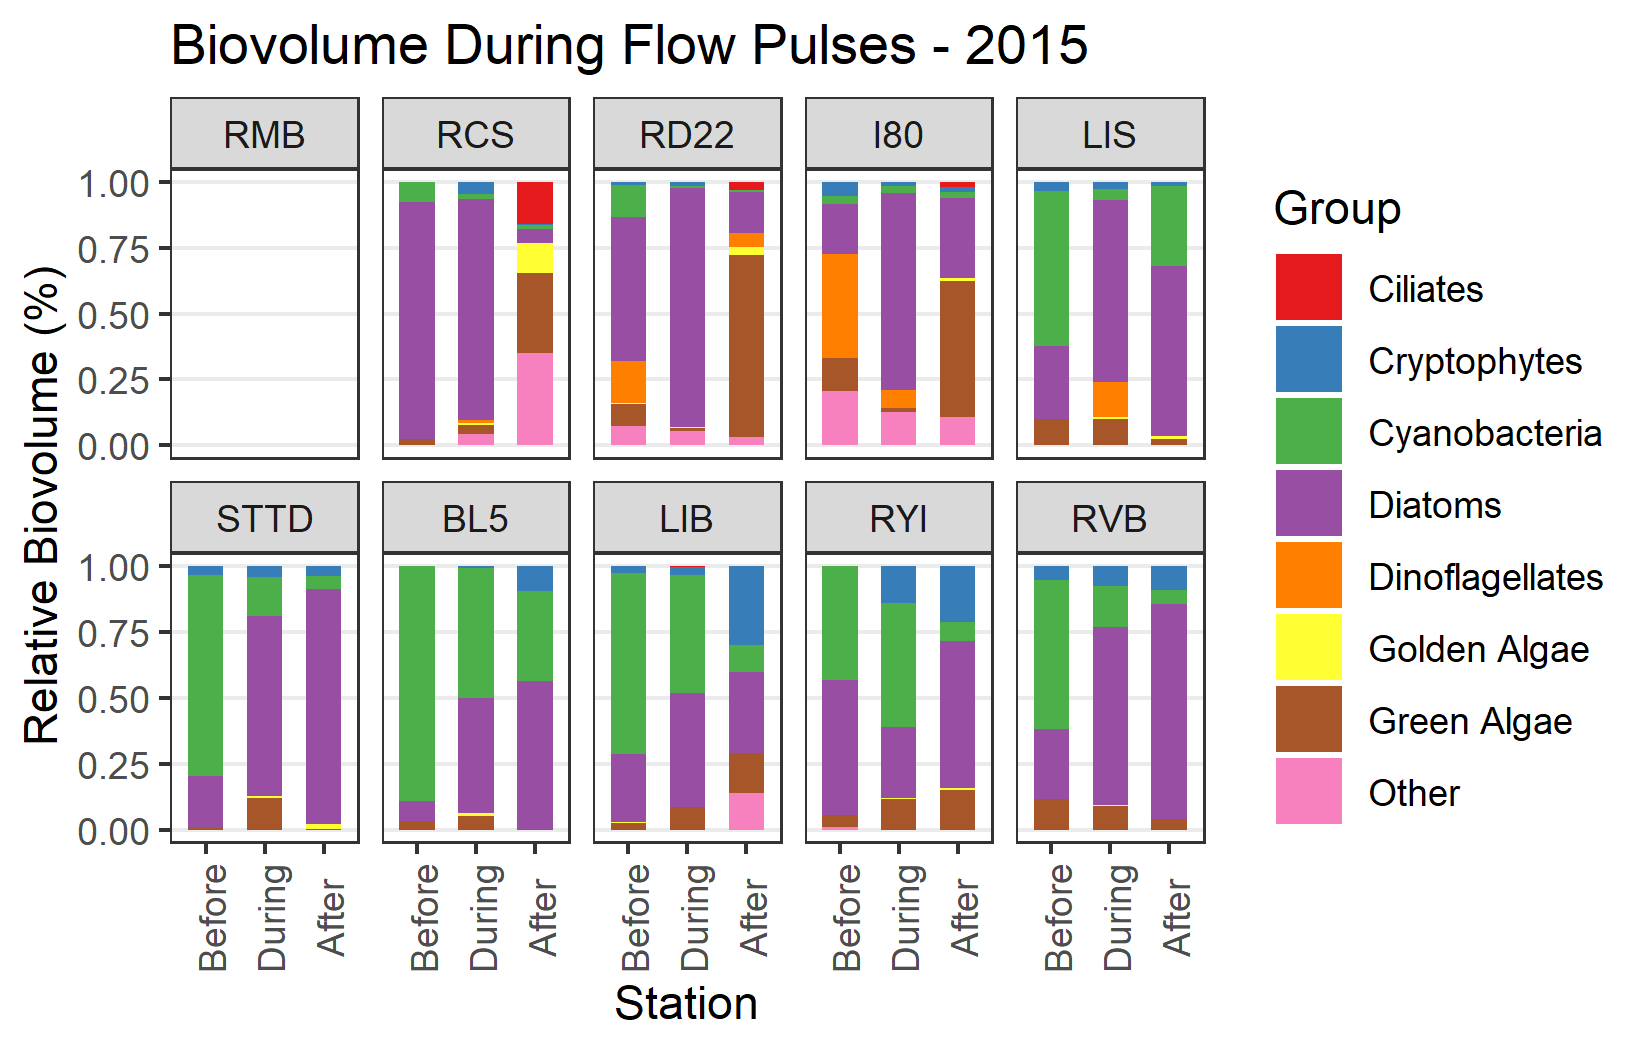 Biovolume During Flow Pulses - 2015
RMB RCS RD22 I80 LIS
1.00
0.75
0.50
0.25
0.00
STTD BL5 LIB RYI RVB
1.00
0.75
0.50
0.25
0.00
Relative Biovolume (%)
Before During After Before During After Before During After Before During After Before During After
Station
Group
Ciliates
Cryptophytes
Cyanobacteria
Diatoms
Dinoflagellates
Golden Algae
Green Algae
Other